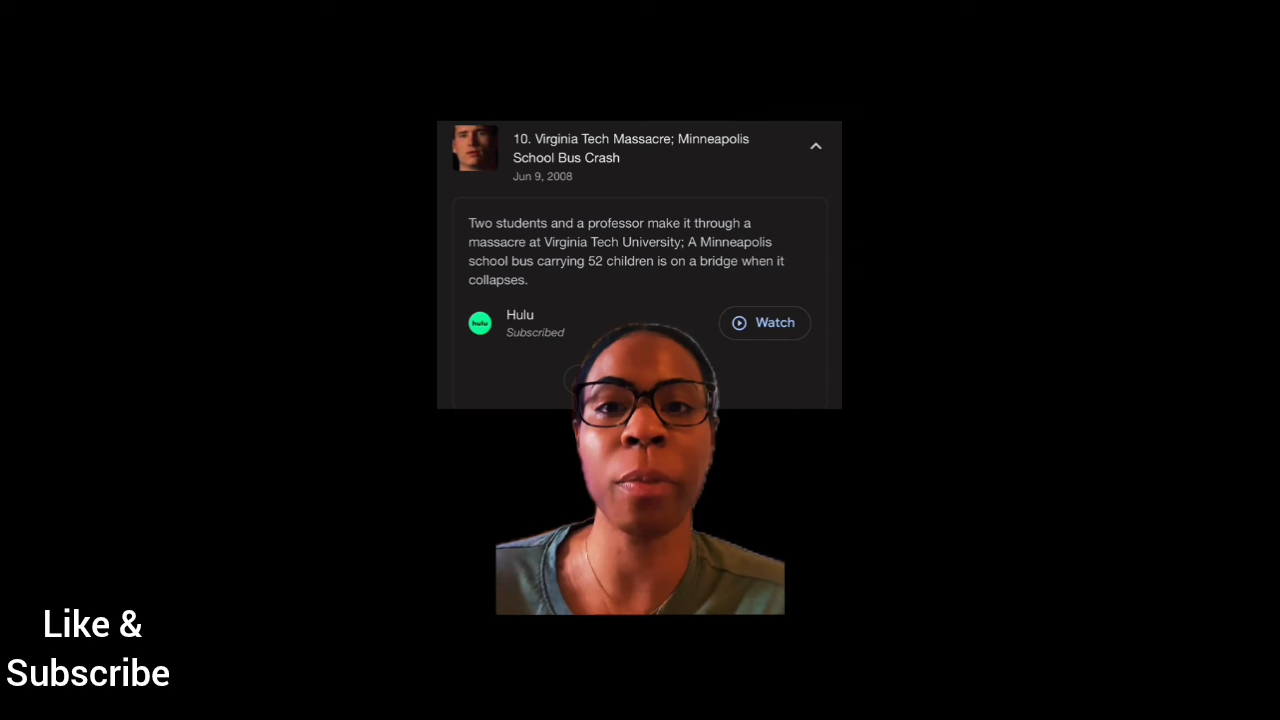 10. Virginia Tech Massacre; Minneapolis
School Bus Crash
Jun 9, 2008
Two students and a professor make it through a
massacre at Virginia Tech University; A Minneapolis
school bus carrying 52 children is on a bridge when it
collapses.
hulu
Hulu
Subscribed
Watch
Like &
Subscribe